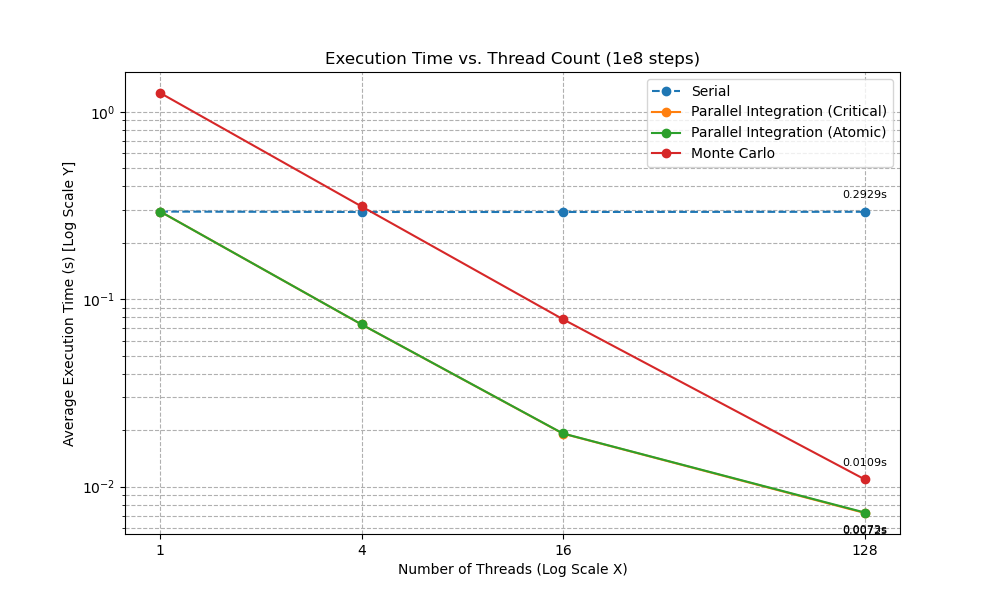 Execution Time vs. Thread Count (1e8 steps)
Serial
Parallel Integration (Critical)
Parallel Integration (Atomic)
Monte Carlo
Average Execution Time (s) [Log Scale Y]
10⁰
10⁻¹
10⁻²
0.2929s
0.0109s
1
4
16
128
Number of Threads (Log Scale X)